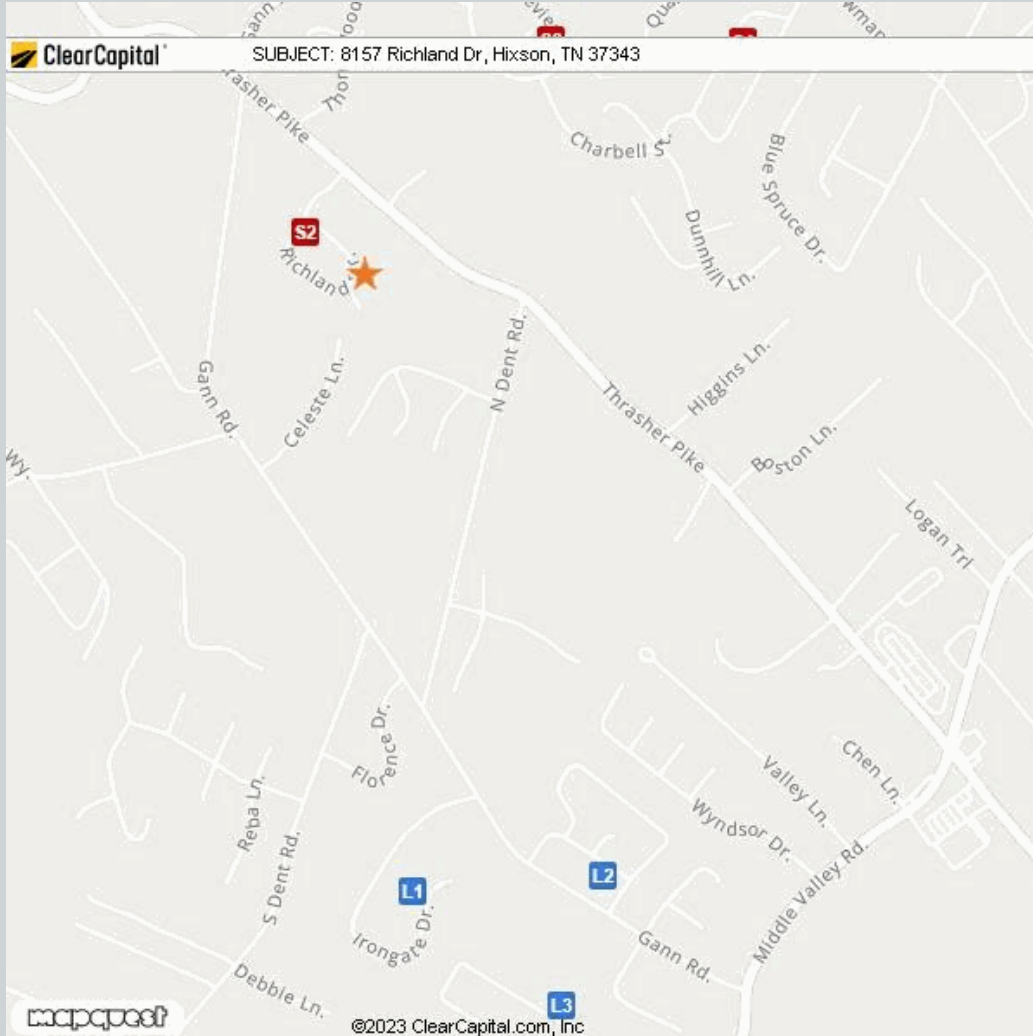 ClearCapital
SUBJECT: 8157 Richland Dr, Hixson, TN 37343
Gann
Thrasher Pike
Charbell St.
Blue Spruce Dr.
S2
Richland
Dunnhill Ln.
N Dent Rd.
Gann Rd.
Celeste Ln.
Higgins Ln.
Thrasher Pike
Boston Ln.
Wy.
Logan Trl
Florence Dr.
Reba Ln.
Valley Ln.
Chen Ln.
Wyndsor Dr.
Middle Valley Rd.
S Dent Rd.
L1
L2
Irongate Dr.
Gann Rd.
Debbie Ln.
L3
mapquest
©2023 ClearCapital.com, Inc